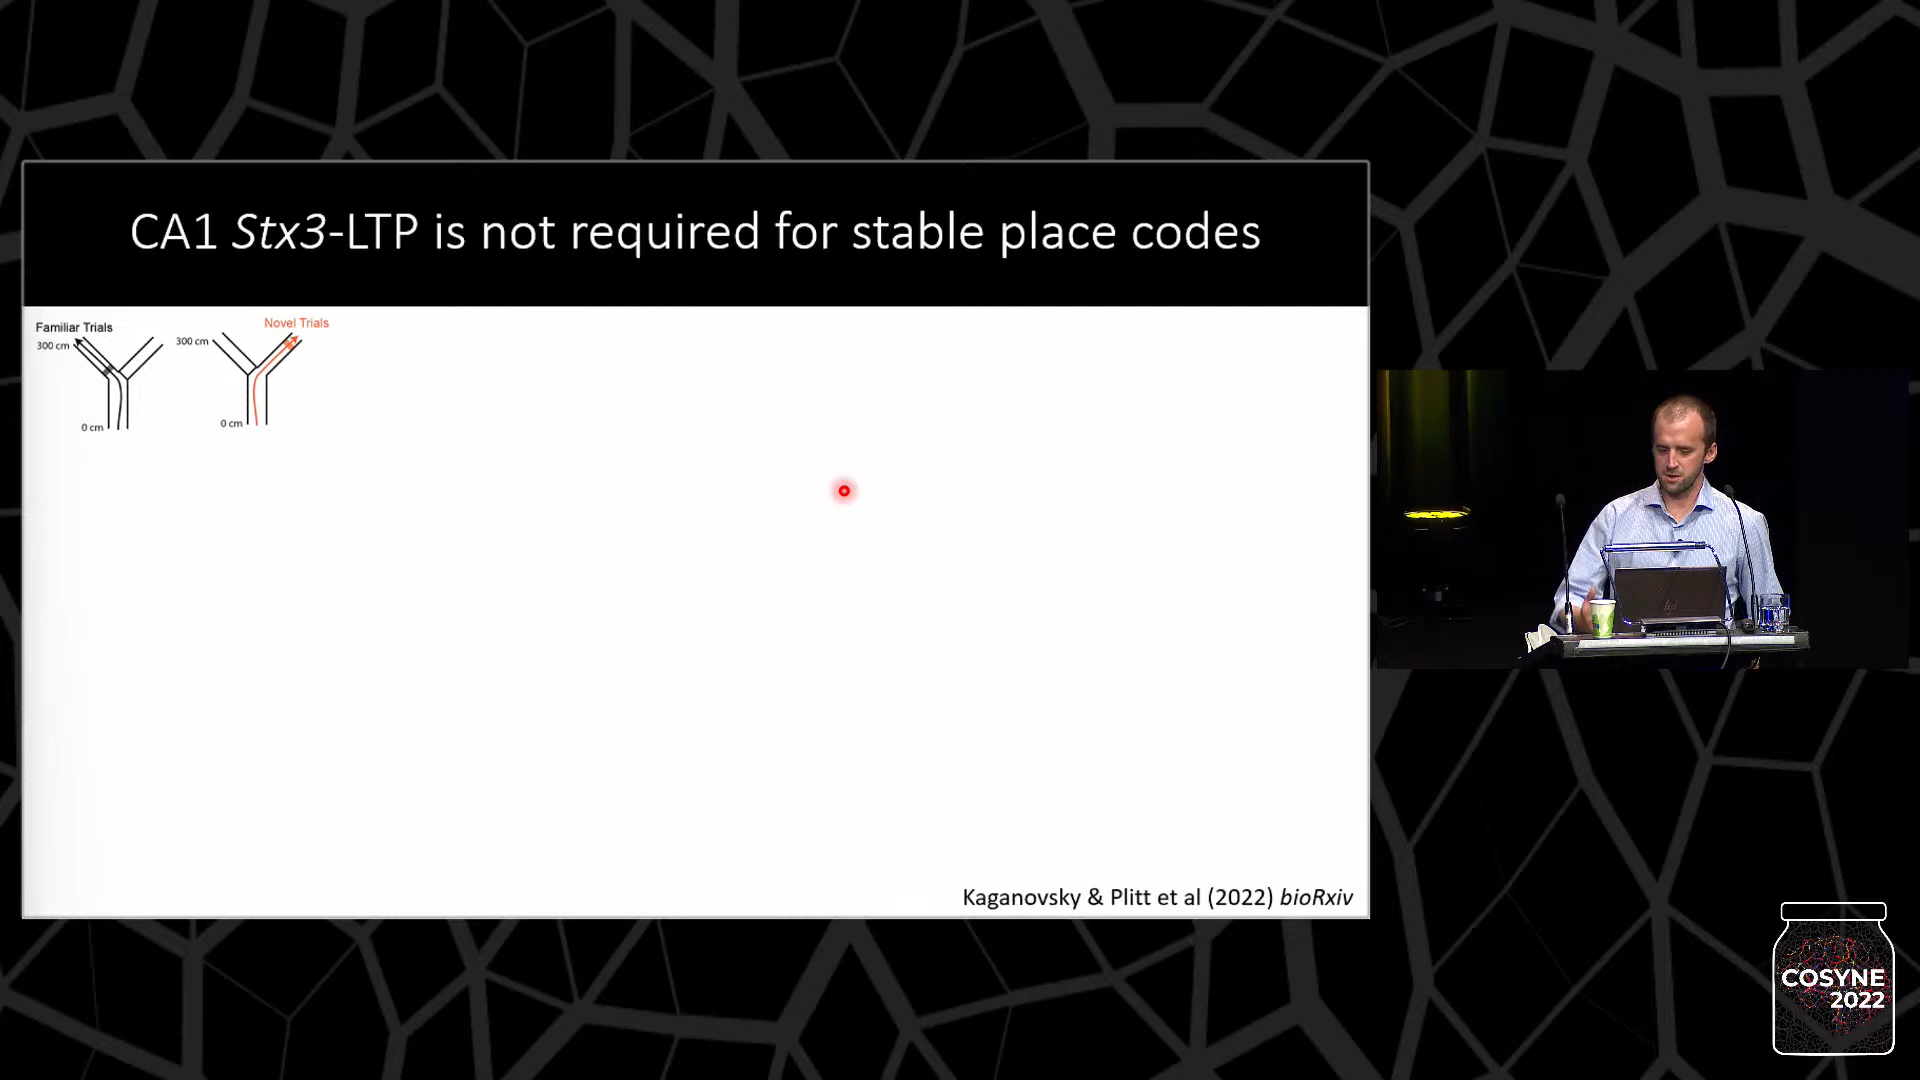 CA1 Stx3-LTP is not required for stable place codes
Familiar Trials
300 cm
0 cm
Novel Trials
300 cm
0 cm
Kaganovsky & Plitt et al (2022) bioRxiv
COSYNE
2022